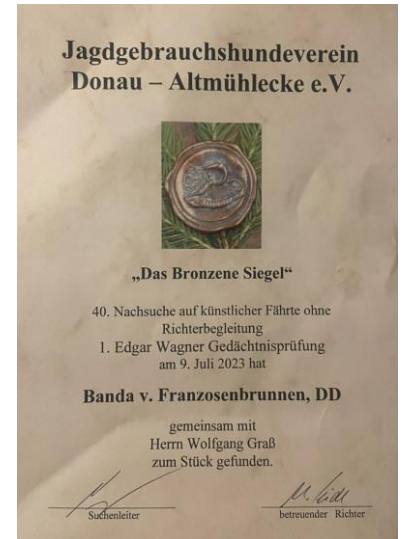 Jagdgebrauchshundeverein
Donau – Altmühlecke e.V.
„Das Bronzene Siegel“
40. Nachsuche auf künstlicher Fährte ohne
Richterbegleitung
1. Edgar Wagner Gedächtnisprüfung
am 9. Juli 2023 hat
Banda v. Franzosenbrunnen, DD
gemeinsam mit
Herrn Wolfgang Graß
zum Stück gefunden.
Suchenleiter
betreuender Richter